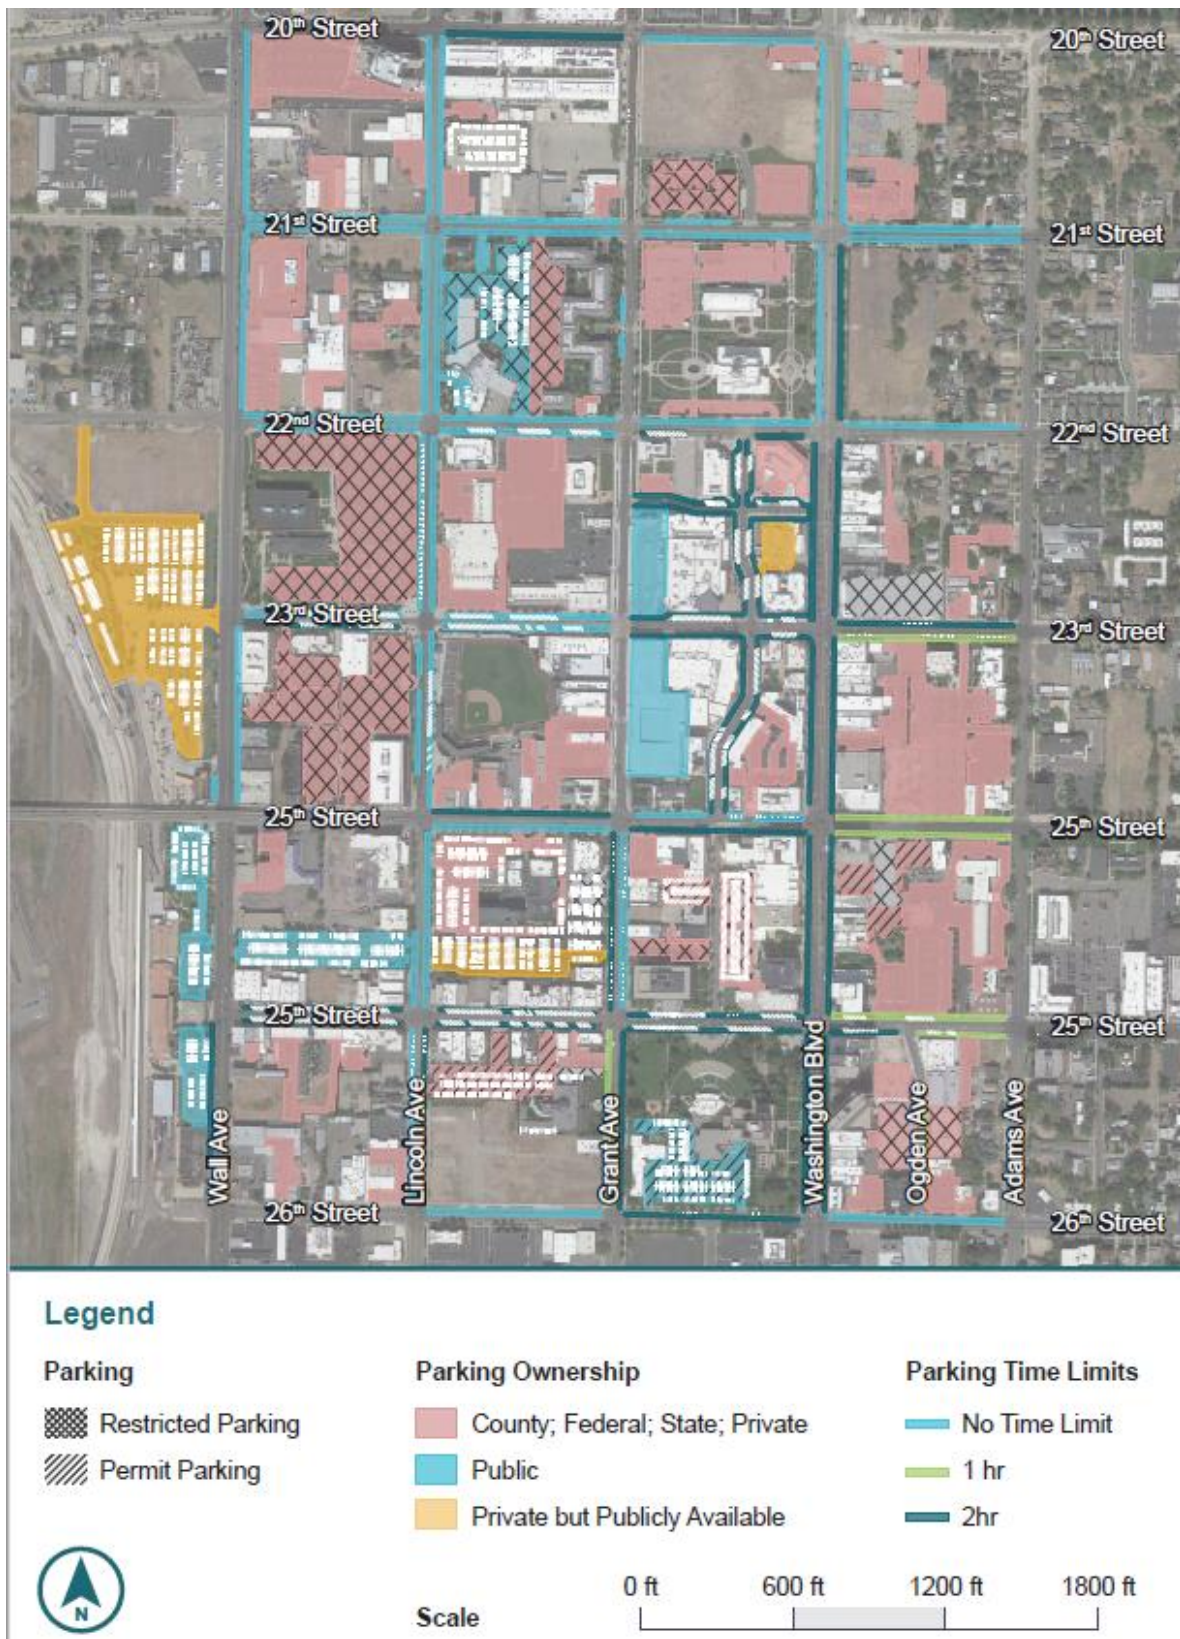 20th Street
20th Street
21st Street
21st Street
22nd Street
22nd Street
23rd Street
23rd Street
25th Street
25th Street
25th Street
25th Street
Wall Ave
Lincoln Ave
Grant Ave
Washington Blvd
Ogden Ave
Adams Ave
26th Street
26th Street
Legend
Parking
Restricted Parking
Permit Parking
Parking Ownership
County; Federal; State; Private
Public
Private but Publicly Available
Parking Time Limits
No Time Limit
1 hr
2hr
N
Scale
0 ft 600 ft 1200 ft 1800 ft